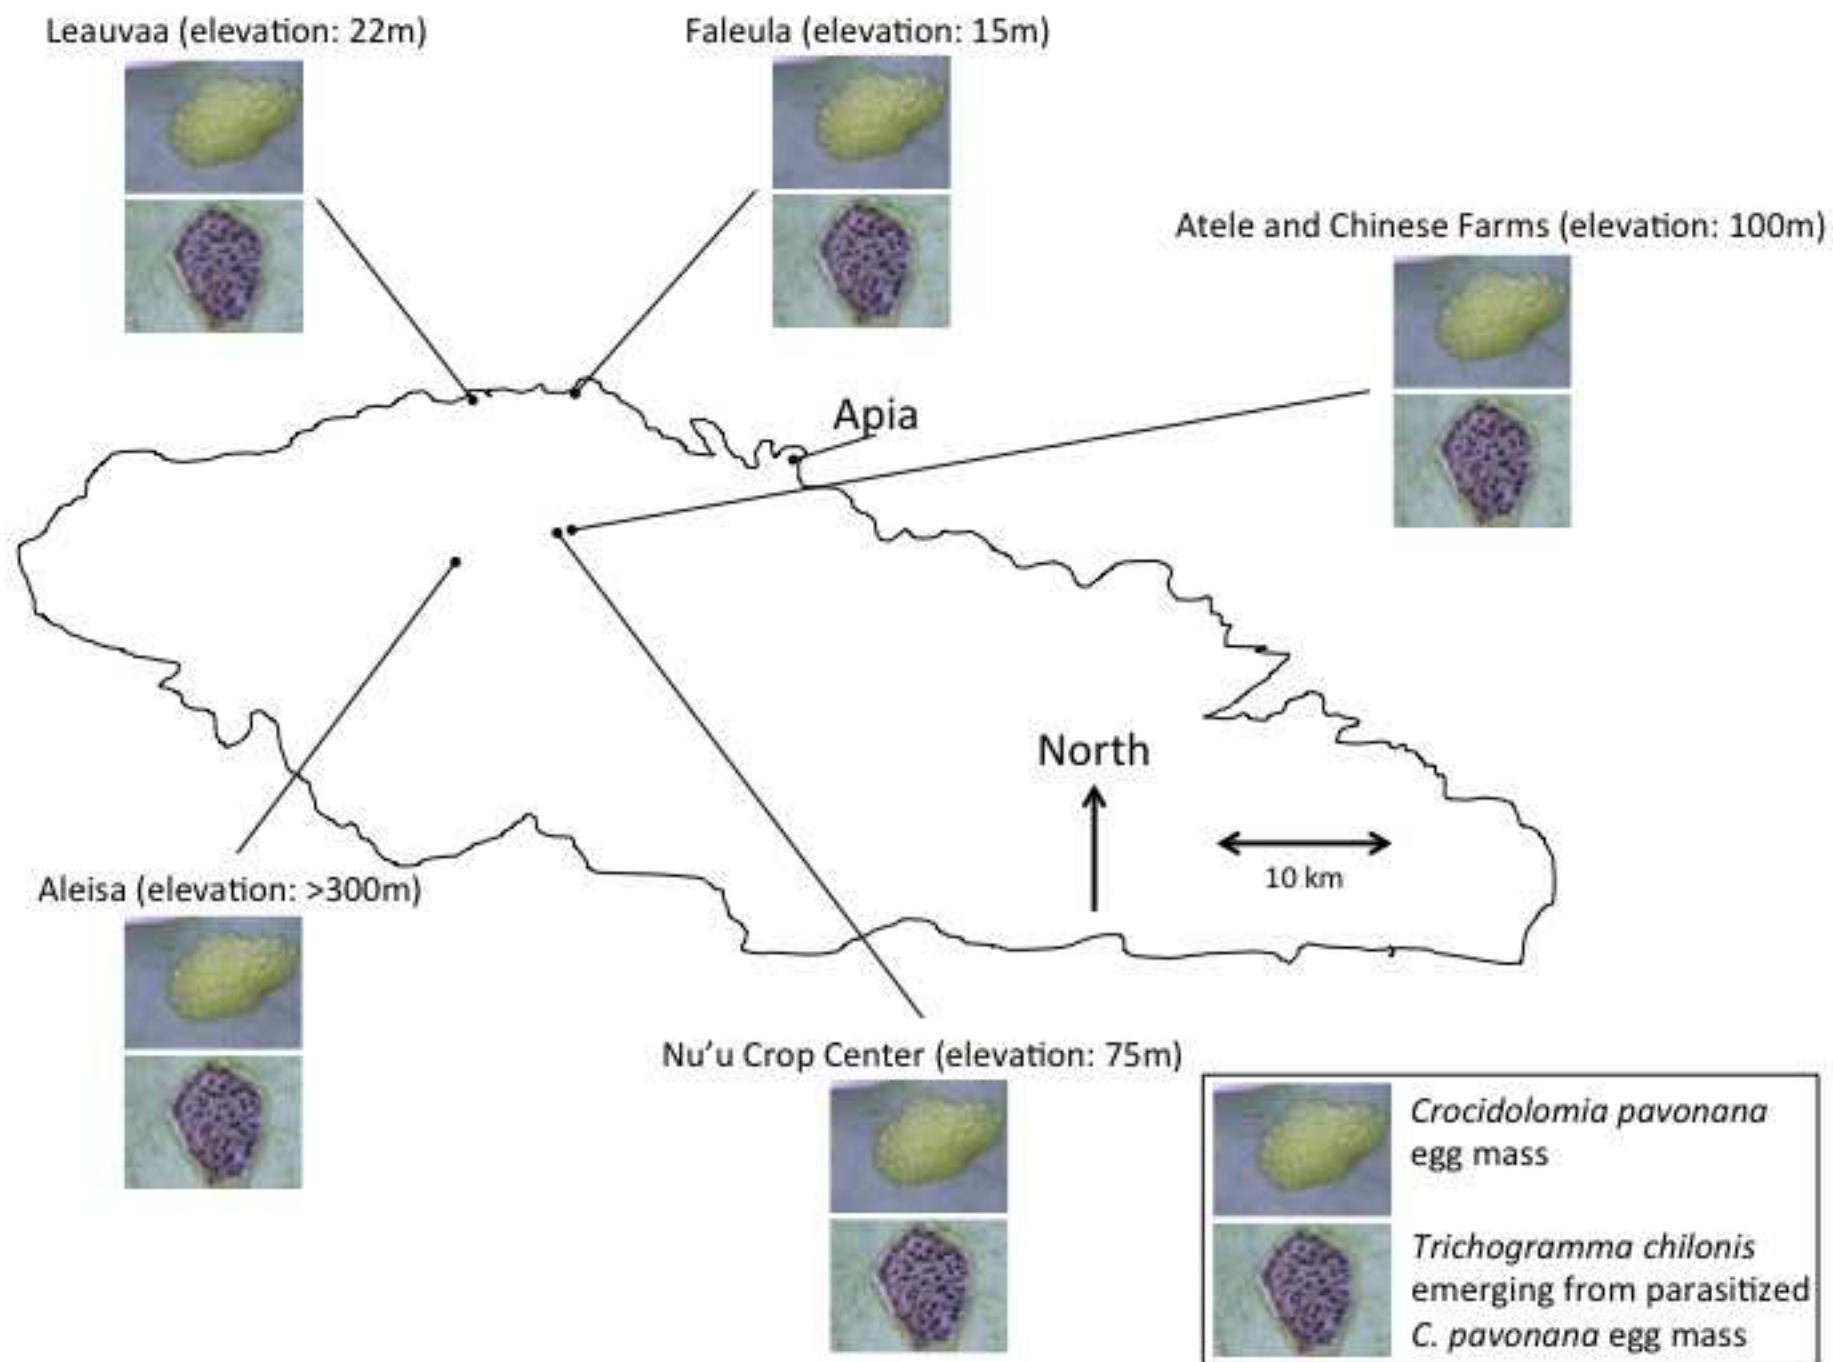 Leauvaa (elevation: 22m)
Faleula (elevation: 15m)
Atele and Chinese Farms (elevation: 100m)
Apia
North
10 km
Aleisa (elevation: >300m)
Nu’u Crop Center (elevation: 75m)
Crocidolomia pavonana
egg mass
Trichogramma chilonis
emerging from parasitized
C. pavonana egg mass